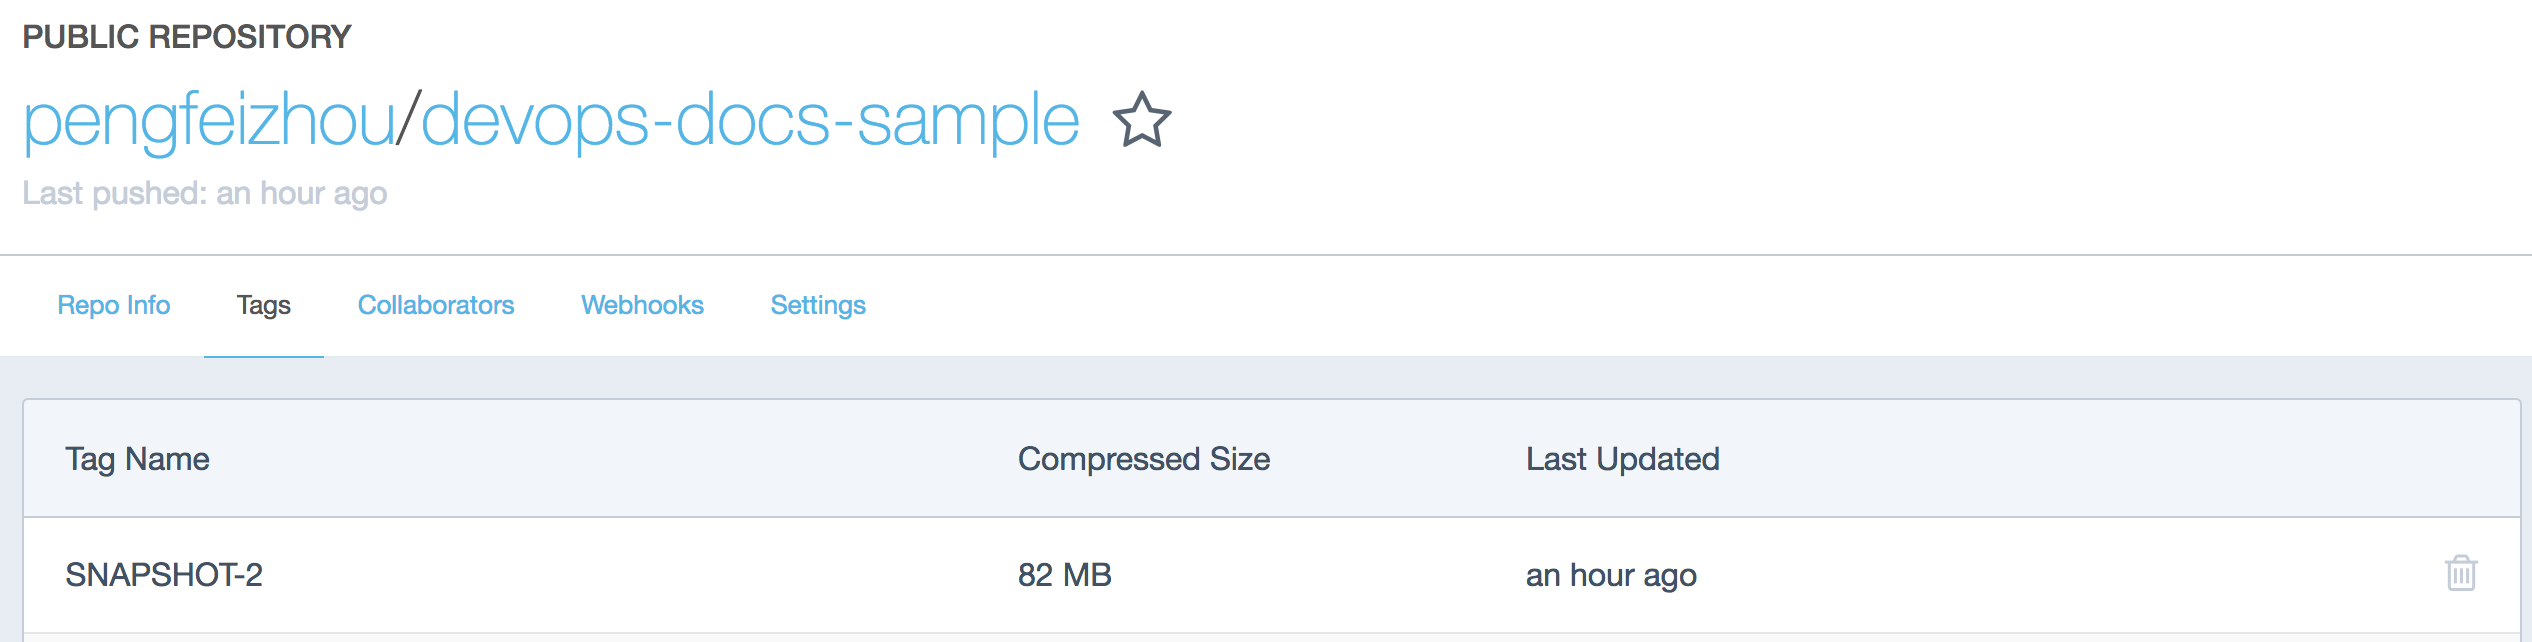 PUBLIC REPOSITORY
pengfeizhou/devops-docs-sample
Last pushed: an hour ago
Repo Info Tags Collaborators Webhooks Settings
Tag Name Compressed Size Last Updated
SNAPSHOT-2 82 MB an hour ago